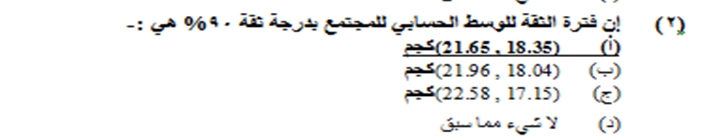 (٢) إن فترة الثقة للوسط الحسابي للمجتمع بدرجة ثقة ٩٠% هي :-
(أ) (21.65 , 18.35)كجم
(ب) (21.96 , 18.04)كجم
(ج) (22.58 , 17.15)كجم
(د) لا شيء مما سبق